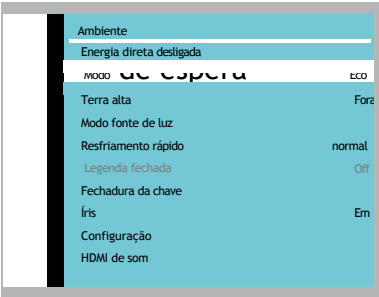 Ambiente
Energia direta desligada
Modo de espera Eco
Terra alta Fora
Modo fonte de luz
Resfriamento rápido normal
Legenda fechada Off
Fechadura da chave
Íris Em
Configuração
HDMI de som